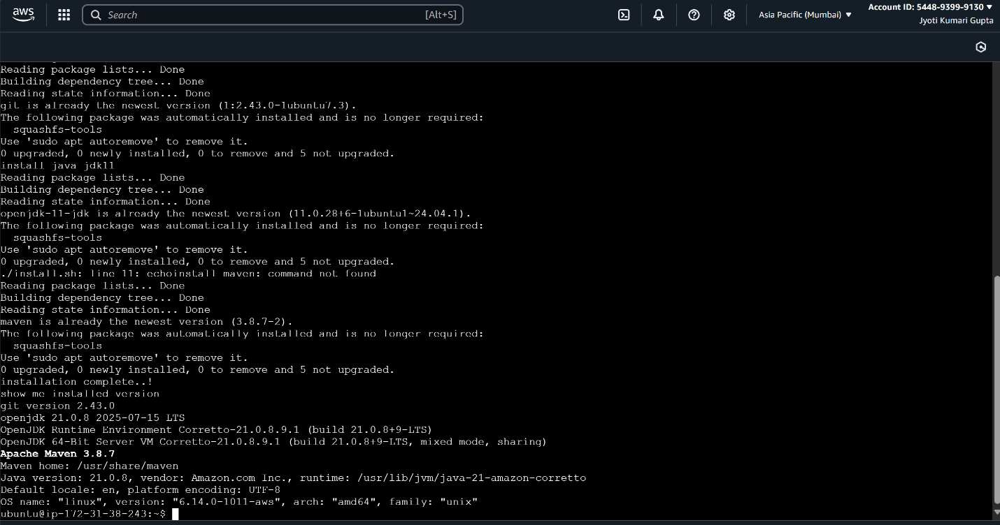 aws
Search
[Alt+S]
Asia Pacific (Mumbai)
Account ID: 5448-9399-9130
Jyoti Kumari Gupta
Reading package lists... Done
Building dependency tree... Done
Reading state information... Done
git is already the newest version (1:2.43.0-1ubuntu7.3).
The following package was automatically installed and is no longer required:
  squashfs-tools
Use 'sudo apt autoremove' to remove it.
0 upgraded, 0 newly installed, 0 to remove and 5 not upgraded.
install java jdk11
Reading package lists... Done
Building dependency tree... Done
Reading state information... Done
openjdk-11-jdk is already the newest version (11.0.28+6-1ubuntu1~24.04.1).
The following package was automatically installed and is no longer required:
  squashfs-tools
Use 'sudo apt autoremove' to remove it.
0 upgraded, 0 newly installed, 0 to remove and 5 not upgraded.
./install.sh: line 11: echoinstall maven: command not found
Reading package lists... Done
Building dependency tree... Done
Reading state information... Done
maven is already the newest version (3.8.7-2).
The following package was automatically installed and is no longer required:
  squashfs-tools
Use 'sudo apt autoremove' to remove it.
0 upgraded, 0 newly installed, 0 to remove and 5 not upgraded.
installation complete..!
show me installed version
git version 2.43.0
openjdk 21.0.8 2025-07-15 LTS
OpenJDK Runtime Environment Corretto-21.0.8.9.1 (build 21.0.8+9-LTS)
OpenJDK 64-Bit Server VM Corretto-21.0.8.9.1 (build 21.0.8+9-LTS, mixed mode, sharing)
Apache Maven 3.8.7
Maven home: /usr/share/maven
Java version: 21.0.8, vendor: Amazon.com Inc., runtime: /usr/lib/jvm/java-21-amazon-corretto
Default locale: en, platform encoding: UTF-8
OS name: "linux", version: "6.14.0-1011-aws", arch: "amd64", family: "unix"
ubuntu@ip-172-31-38-243:~$